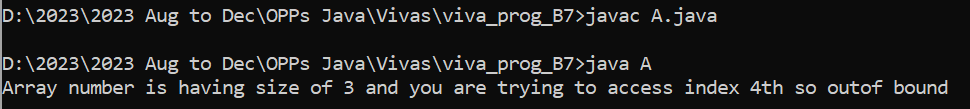 D:\2023\2023 Aug to Dec\OPPs Java\Vivas\viva_prog_B7>javac A.java
D:\2023\2023 Aug to Dec\OPPs Java\Vivas\viva_prog_B7>java A
Array number is having size of 3 and you are trying to access index 4th so outof bound